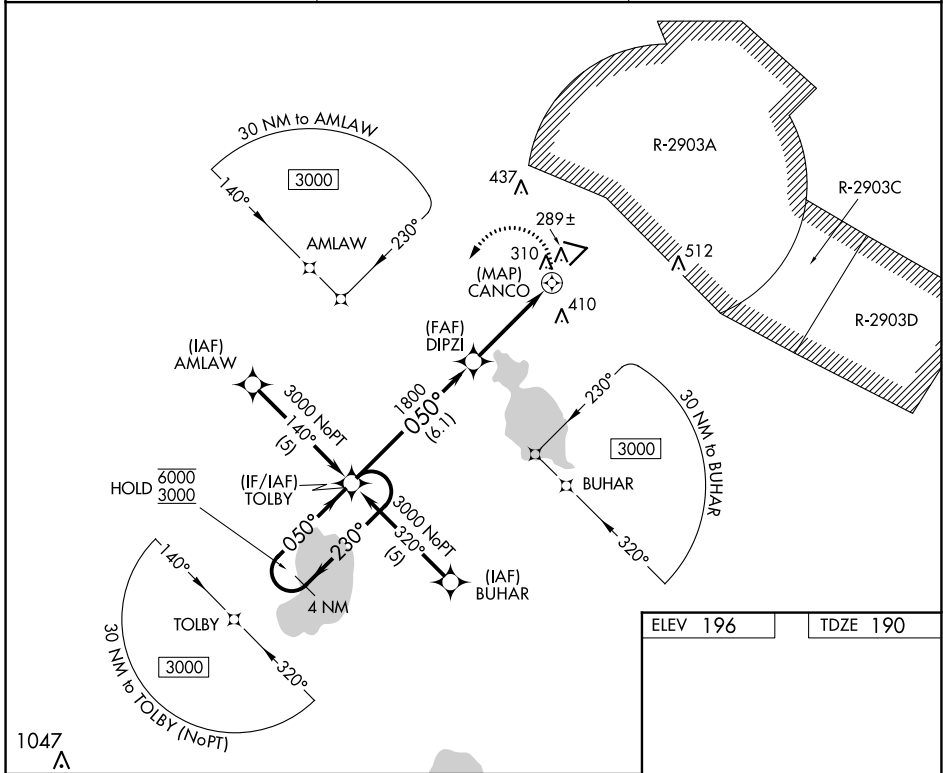 30 NM to AMLAW
3000
140°
230°
AMLAW
437
289±
310
(MAP)
CANCO
410
512
R-2903A
R-2903C
R-2903D
(FAF)
DIPZI
(IAF)
AMLAW
3000 NoPT
140°
(5)
1800
050°
(6.1)
HOLD
6000
3000
(IF/IAF)
TOLBY
050°
230°
4 NM
3000 NoPT
320°
(5)
(IAF)
BUHAR
230°
3000
BUHAR
320°
30 NM to BUHAR
140°
TOLBY
320°
3000
30 NM to TOLBY (NoPT)
1047
ELEV 196
TDZE 190